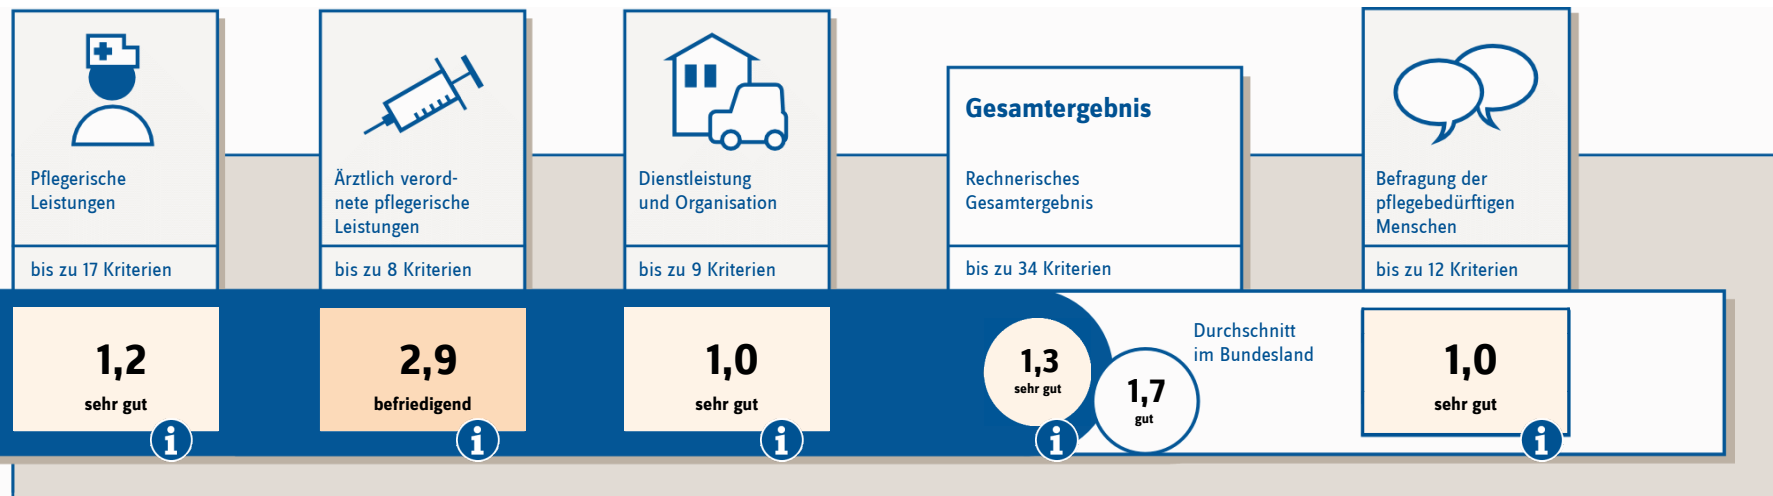 Pflegerische
Leistungen
bis zu 17 Kriterien
1,2
sehr gut
i
Ärztlich verord-
nete pflegerische
Leistungen
bis zu 8 Kriterien
2,9
befriedigend
i
Dienstleistung
und Organisation
bis zu 9 Kriterien
1,0
sehr gut
i
Gesamtergebnis
Rechnerisches
Gesamtergebnis
bis zu 34 Kriterien
1,3
sehr gut
i
1,7
gut
Durchschnitt
im Bundesland
Befragung der
pflegebedürftigen
Menschen
bis zu 12 Kriterien
1,0
sehr gut
i